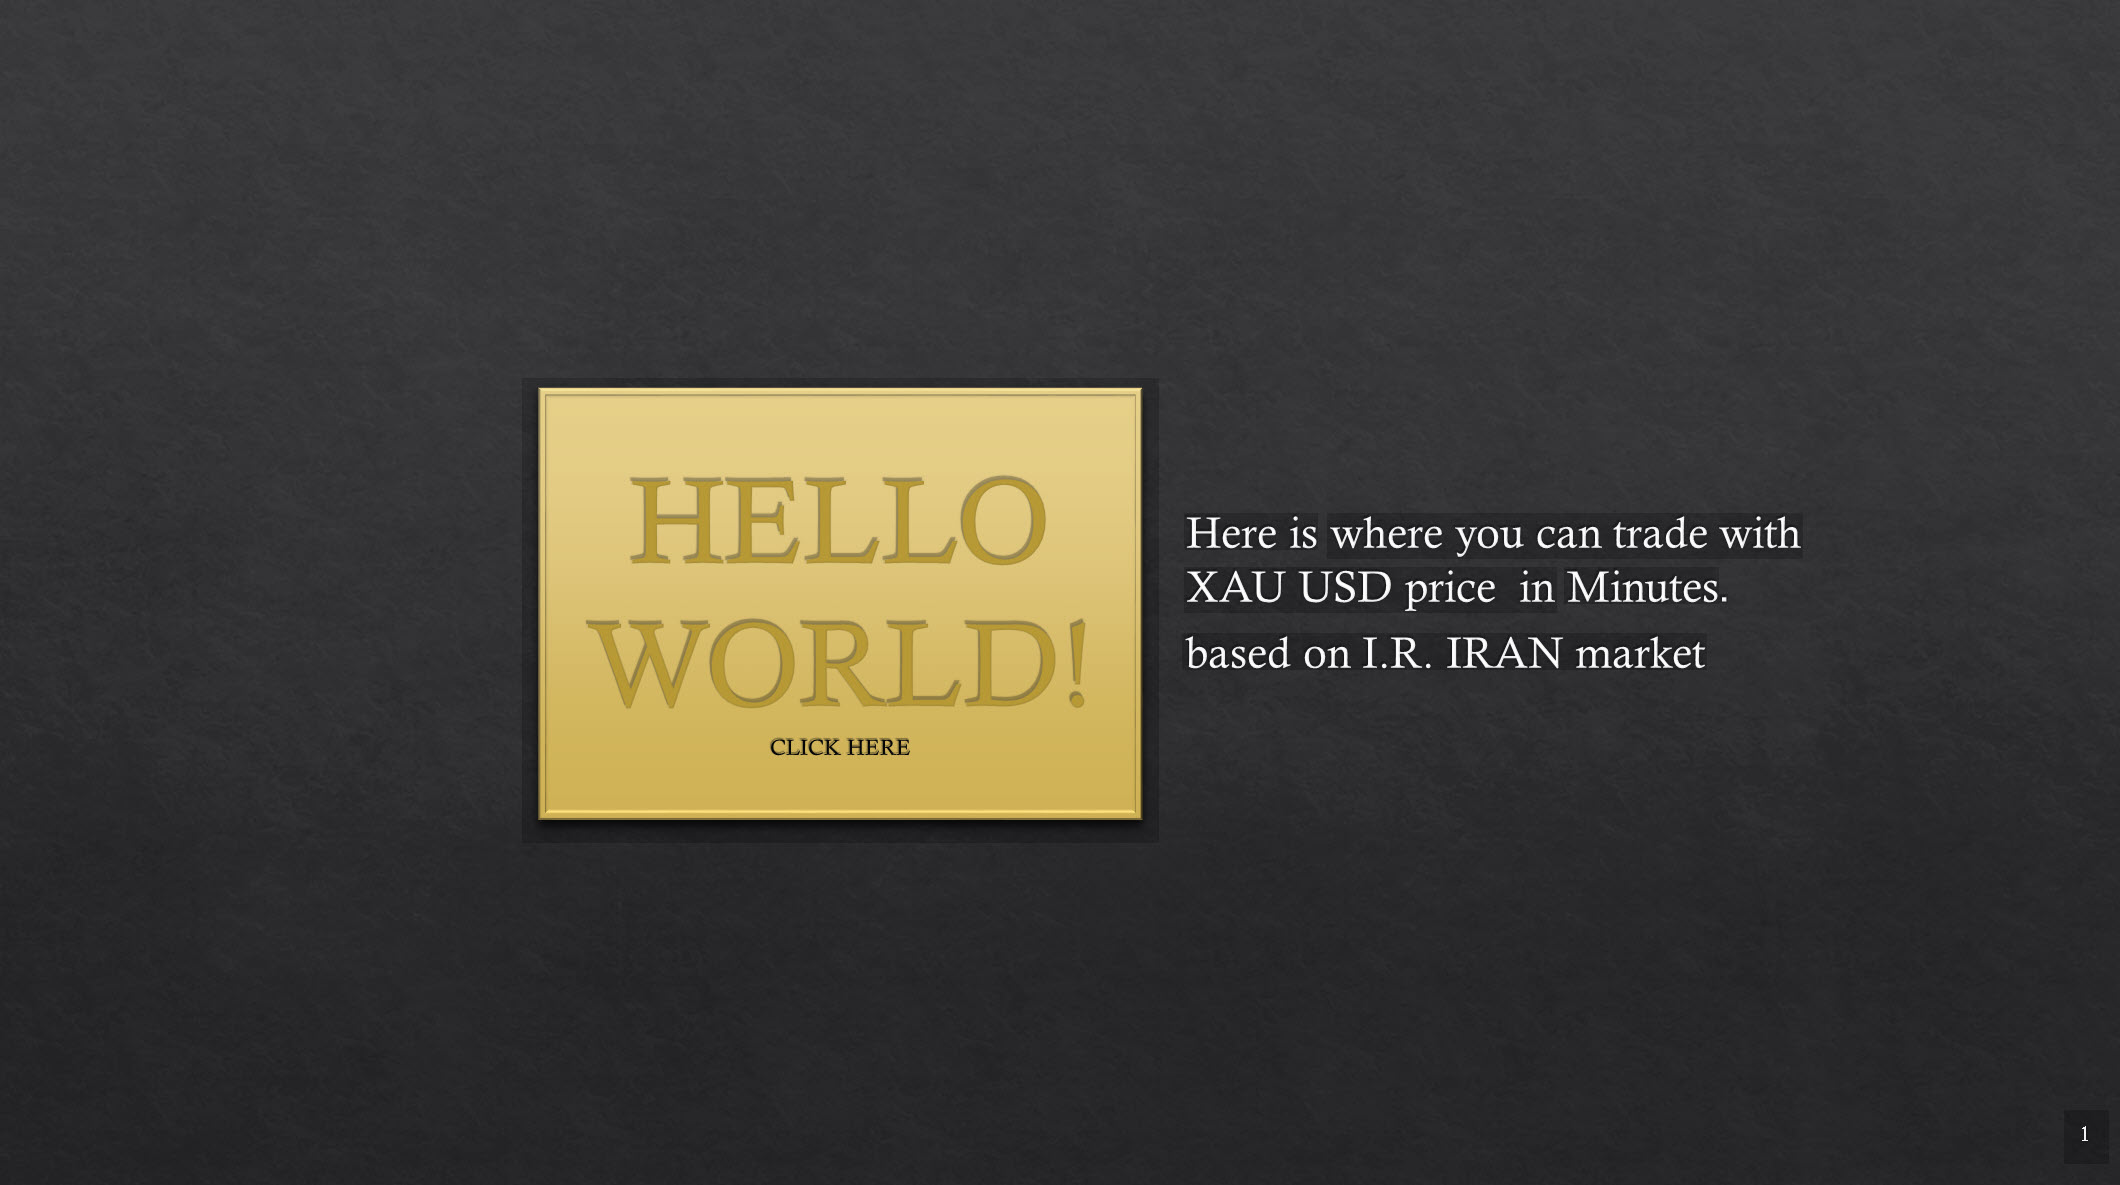 HELLO
WORLD!
CLICK HERE
Here is where you can trade with
XAU USD price  in Minutes.
based on I.R. IRAN market
1